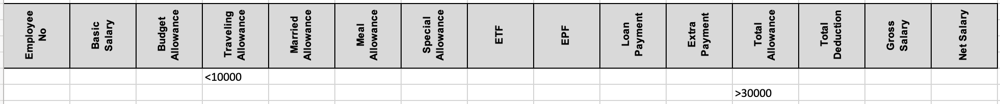 Employee
No
Basic
Salary
Budget
Allowance
Traveling
Allowance
Married
Allowance
Meal
Allowance
Special
Allowance
ETF
EPF
Loan
Payment
Extra
Payment
Total
Allowance
Total
Deduction
Gross
Salary
Net Salary
<10000
>30000